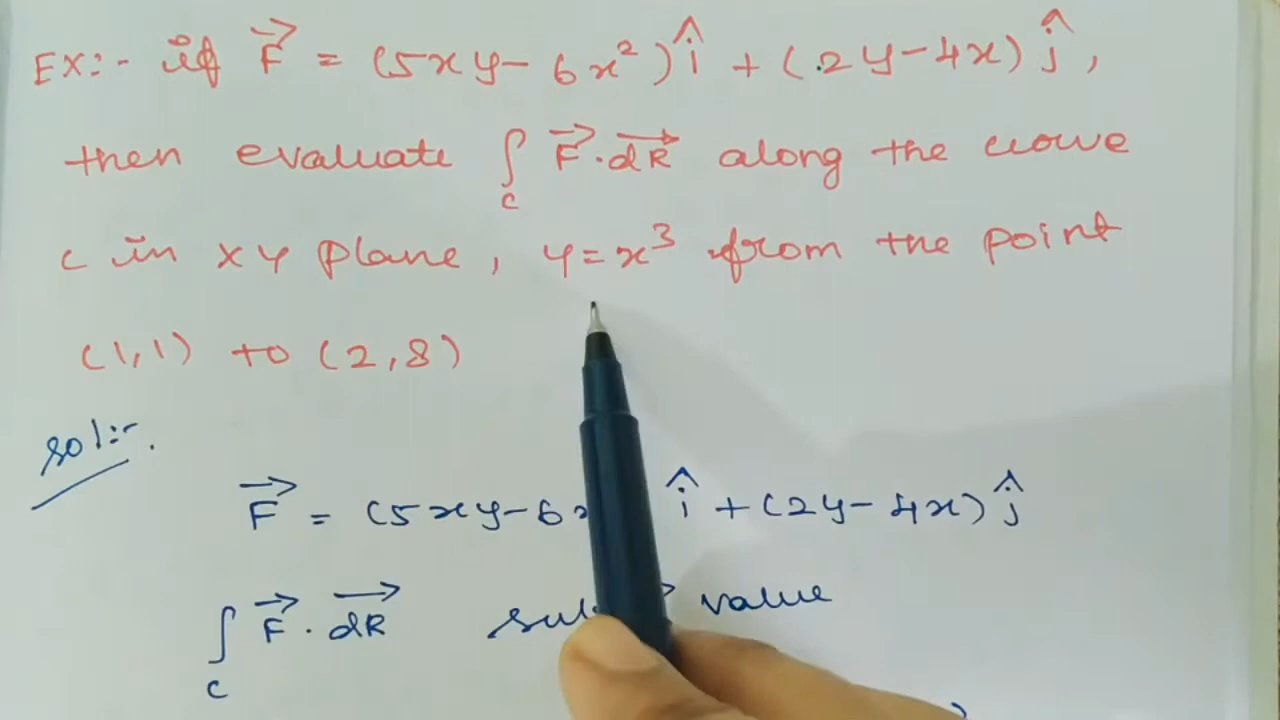 EX:- if F⃗ = (5xy-6x²)î + (2y-4x)ĵ,
then evaluate ∫c F⃗.dR⃗ along the curve
c in xy plane, y=x³ from the point
(1,1) to (2,8)
sol:-.
F⃗ = (5xy-6x î + (2y-4x)ĵ
∫c F⃗.dR⃗ value